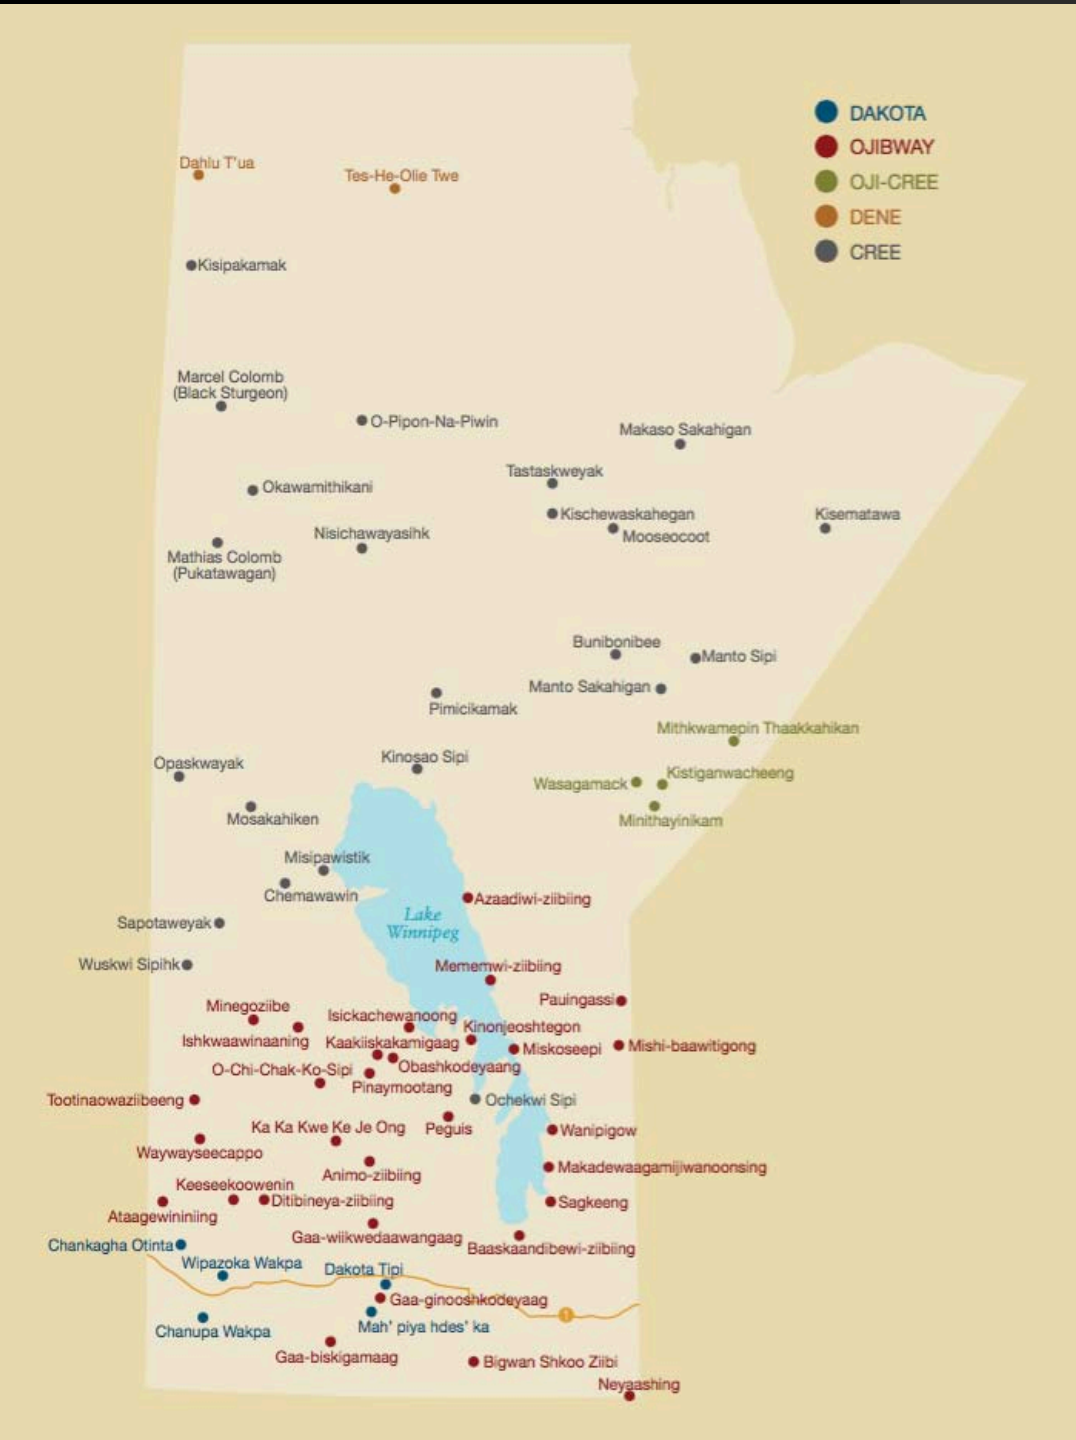 DAKOTA
OJIBWAY
OJI-CREE
DENE
CREE
Dahlu T'ua
Tes-He-Olie Twe
Kisipakamak
Marcel Colomb
(Black Sturgeon)
O-Pipon-Na-Piwin
Makaso Sakahigan
Tastaskweyak
Okawamithikani
Kischewaskahegan
Kisematawa
Nisichawayasihk
Mooseocoot
Mathias Colomb
(Pukatawagan)
Bunibonibee
Manto Sipi
Manto Sakahigan
Pimicikamak
Mithkwamepin Thaakkahikan
Kinosao Sipi
Opaskwayak
Kistiganwacheeng
Wasagamack
Mosakahiken
Minithayinikam
Misipawistik
Chemawawin
Azaadiwi-ziibiing
Lake
Winnipeg
Sapotaweyak
Wuskwi Sipihk
Mememwi-ziibiing
Pauingassi
Minegoziibe
Isickachewanoong
Kinonjeoshtegon
Ishkwaawinaaning
Kaakiiskakamigaag
Miskoseepi
Mishi-baawitigong
O-Chi-Chak-Ko-Sipi
Obashkodeyaang
Pinaymootang
Tootinaowaziibeeng
Ochekwi Sipi
Ka Ka Kwe Ke Je Ong
Peguis
Wanipigow
Waywayseecappo
Makadewaagamijiwanoonsing
Animo-ziibiing
Keeseekoowenin
Ditibineya-ziibiing
Sagkeeng
Ataagewininiing
Gaa-wiikwedaawangaag
Chankagha Otinta
Baaskaandibewi-ziibiing
Wipazoka Wakpa
Dakota Tipi
Gaa-ginooshkodeyaag
1
Chanupa Wakpa
Mah' piya hdes' ka
Gaa-biskigamaag
Bigwan Shkoo Ziibi
Neyaashing